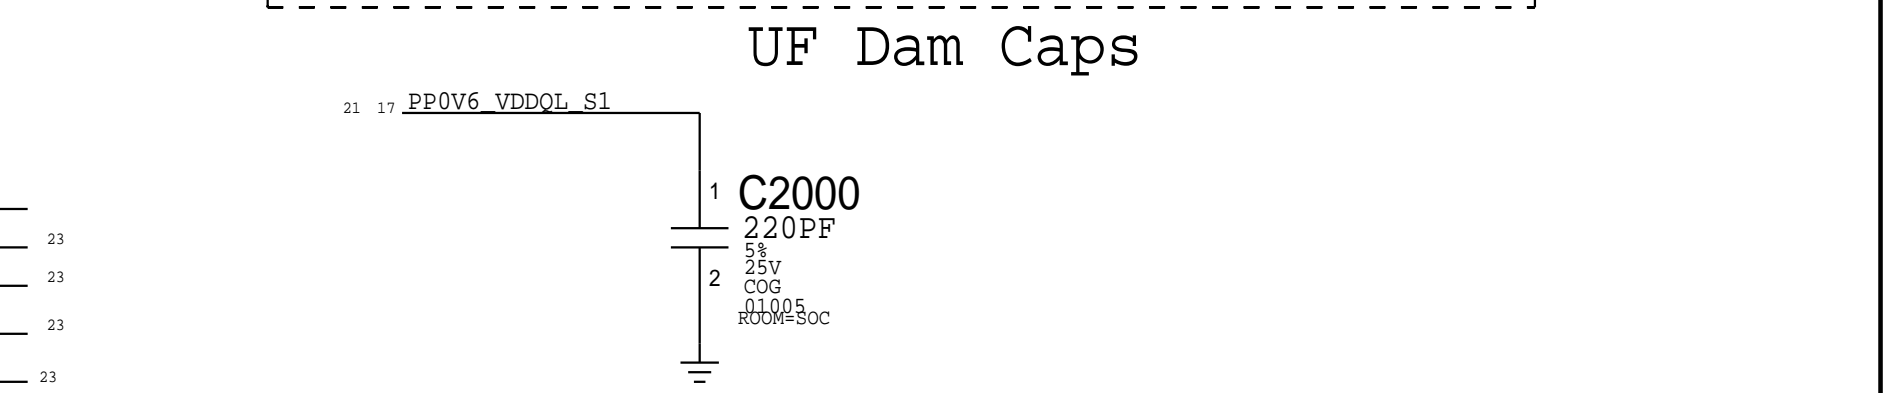 UF Dam Caps
21 17 PP0V6_VDDQL_S1
1 C2000
220PF
5%
25V
2
COG
01005
ROOM=SOC
23
23
23
23